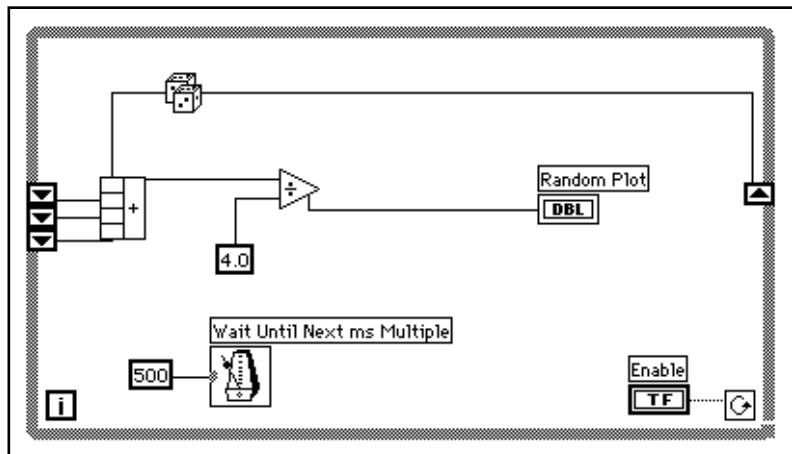 Random Plot
DBL
+
÷
4.0
Wait Until Next ms Multiple
500
Enable
TF
i